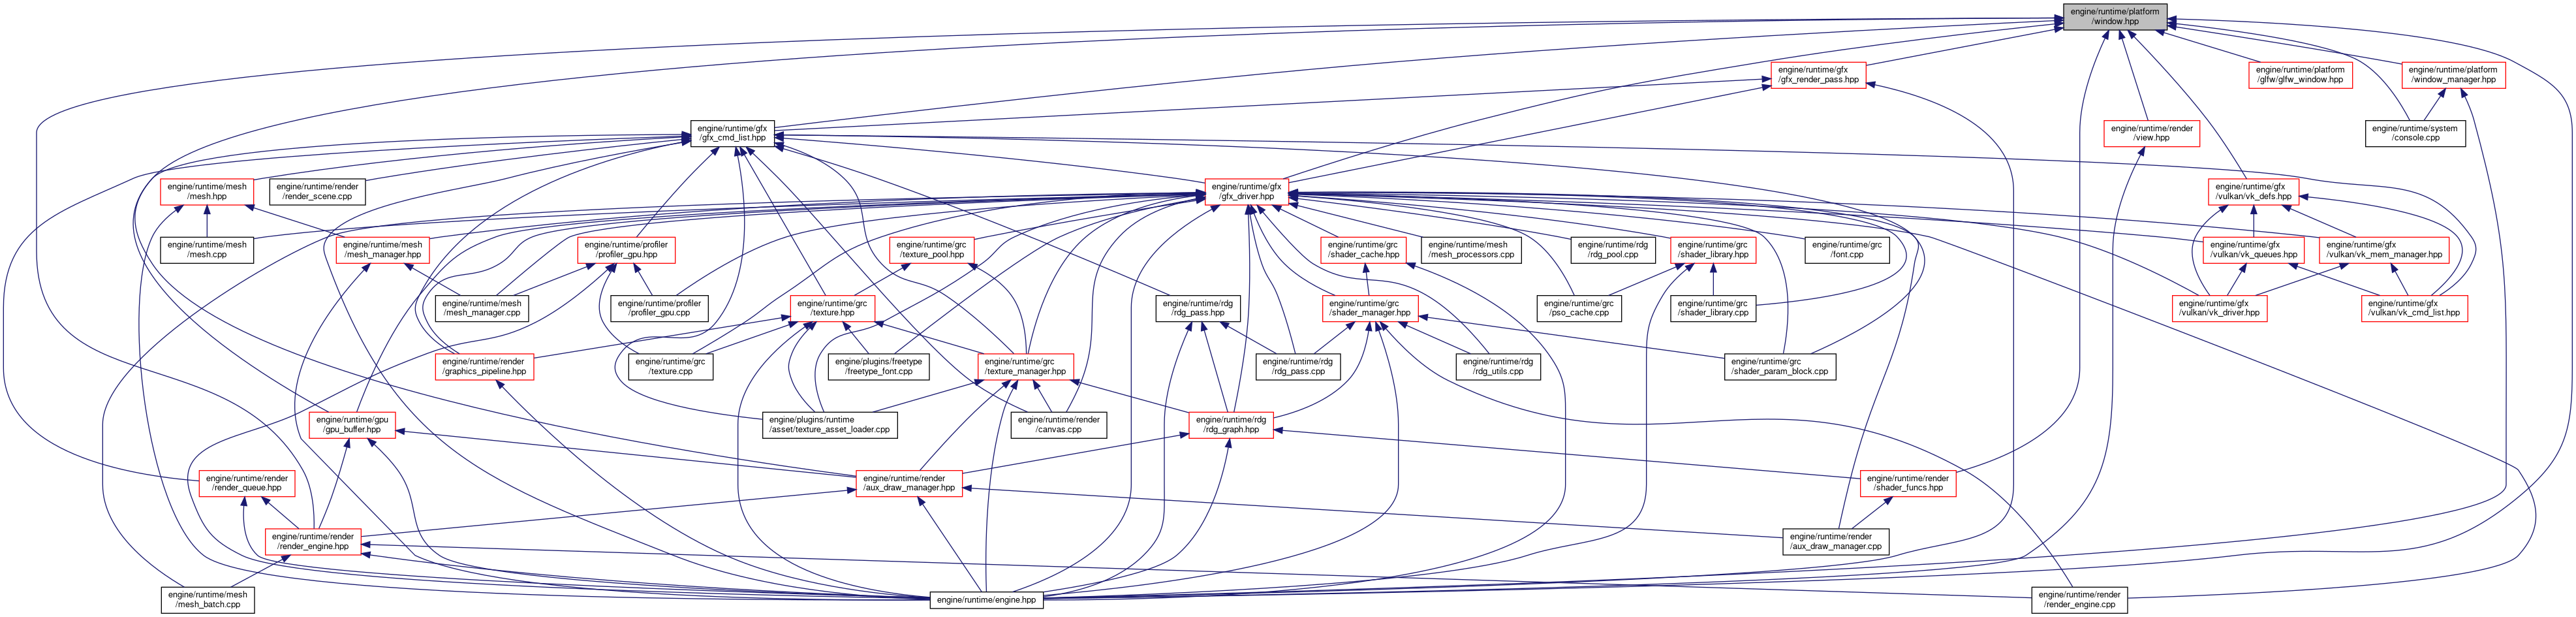 engine/runtime/platform
/window.hpp
engine/runtime/gfx
/gfx_render_pass.hpp
engine/runtime/platform
/glfw/glfw_window.hpp
engine/runtime/platform
/window_manager.hpp
engine/runtime/gfx
/gfx_cmd_list.hpp
engine/runtime/render
/view.hpp
engine/runtime/system
/console.cpp
engine/runtime/mesh
/mesh.hpp
engine/runtime/render
/render_scene.cpp
engine/runtime/gfx
/gfx_driver.hpp
engine/runtime/gfx
/vulkan/vk_defs.hpp
engine/runtime/mesh
/mesh.cpp
engine/runtime/mesh
/mesh_manager.hpp
engine/runtime/profiler
/profiler_gpu.hpp
engine/runtime/grc
/texture_pool.hpp
engine/runtime/grc
/shader_cache.hpp
engine/runtime/mesh
/mesh_processors.cpp
engine/runtime/rdg
/rdg_pool.cpp
engine/runtime/grc
/shader_library.hpp
engine/runtime/grc
/font.cpp
engine/runtime/gfx
/vulkan/vk_queues.hpp
engine/runtime/gfx
/vulkan/vk_mem_manager.hpp
engine/runtime/mesh
/mesh_manager.cpp
engine/runtime/profiler
/profiler_gpu.cpp
engine/runtime/grc
/texture.hpp
engine/runtime/rdg
/rdg_pass.hpp
engine/runtime/grc
/shader_manager.hpp
engine/runtime/grc
/pso_cache.cpp
engine/runtime/grc
/shader_library.cpp
engine/runtime/gfx
/vulkan/vk_driver.hpp
engine/runtime/gfx
/vulkan/vk_cmd_list.hpp
engine/runtime/render
/graphics_pipeline.hpp
engine/runtime/grc
/texture.cpp
engine/plugins/freetype
/freetype_font.cpp
engine/runtime/grc
/texture_manager.hpp
engine/runtime/rdg
/rdg_pass.cpp
engine/runtime/rdg
/rdg_utils.cpp
engine/runtime/grc
/shader_param_block.cpp
engine/runtime/gpu
/gpu_buffer.hpp
engine/plugins/runtime
/asset/texture_asset_loader.cpp
engine/runtime/render
/canvas.cpp
engine/runtime/rdg
/rdg_graph.hpp
engine/runtime/render
/render_queue.hpp
engine/runtime/render
/aux_draw_manager.hpp
engine/runtime/render
/shader_funcs.hpp
engine/runtime/render
/render_engine.hpp
engine/runtime/render
/aux_draw_manager.cpp
engine/runtime/mesh
/mesh_batch.cpp
engine/runtime/engine.hpp
engine/runtime/render
/render_engine.cpp